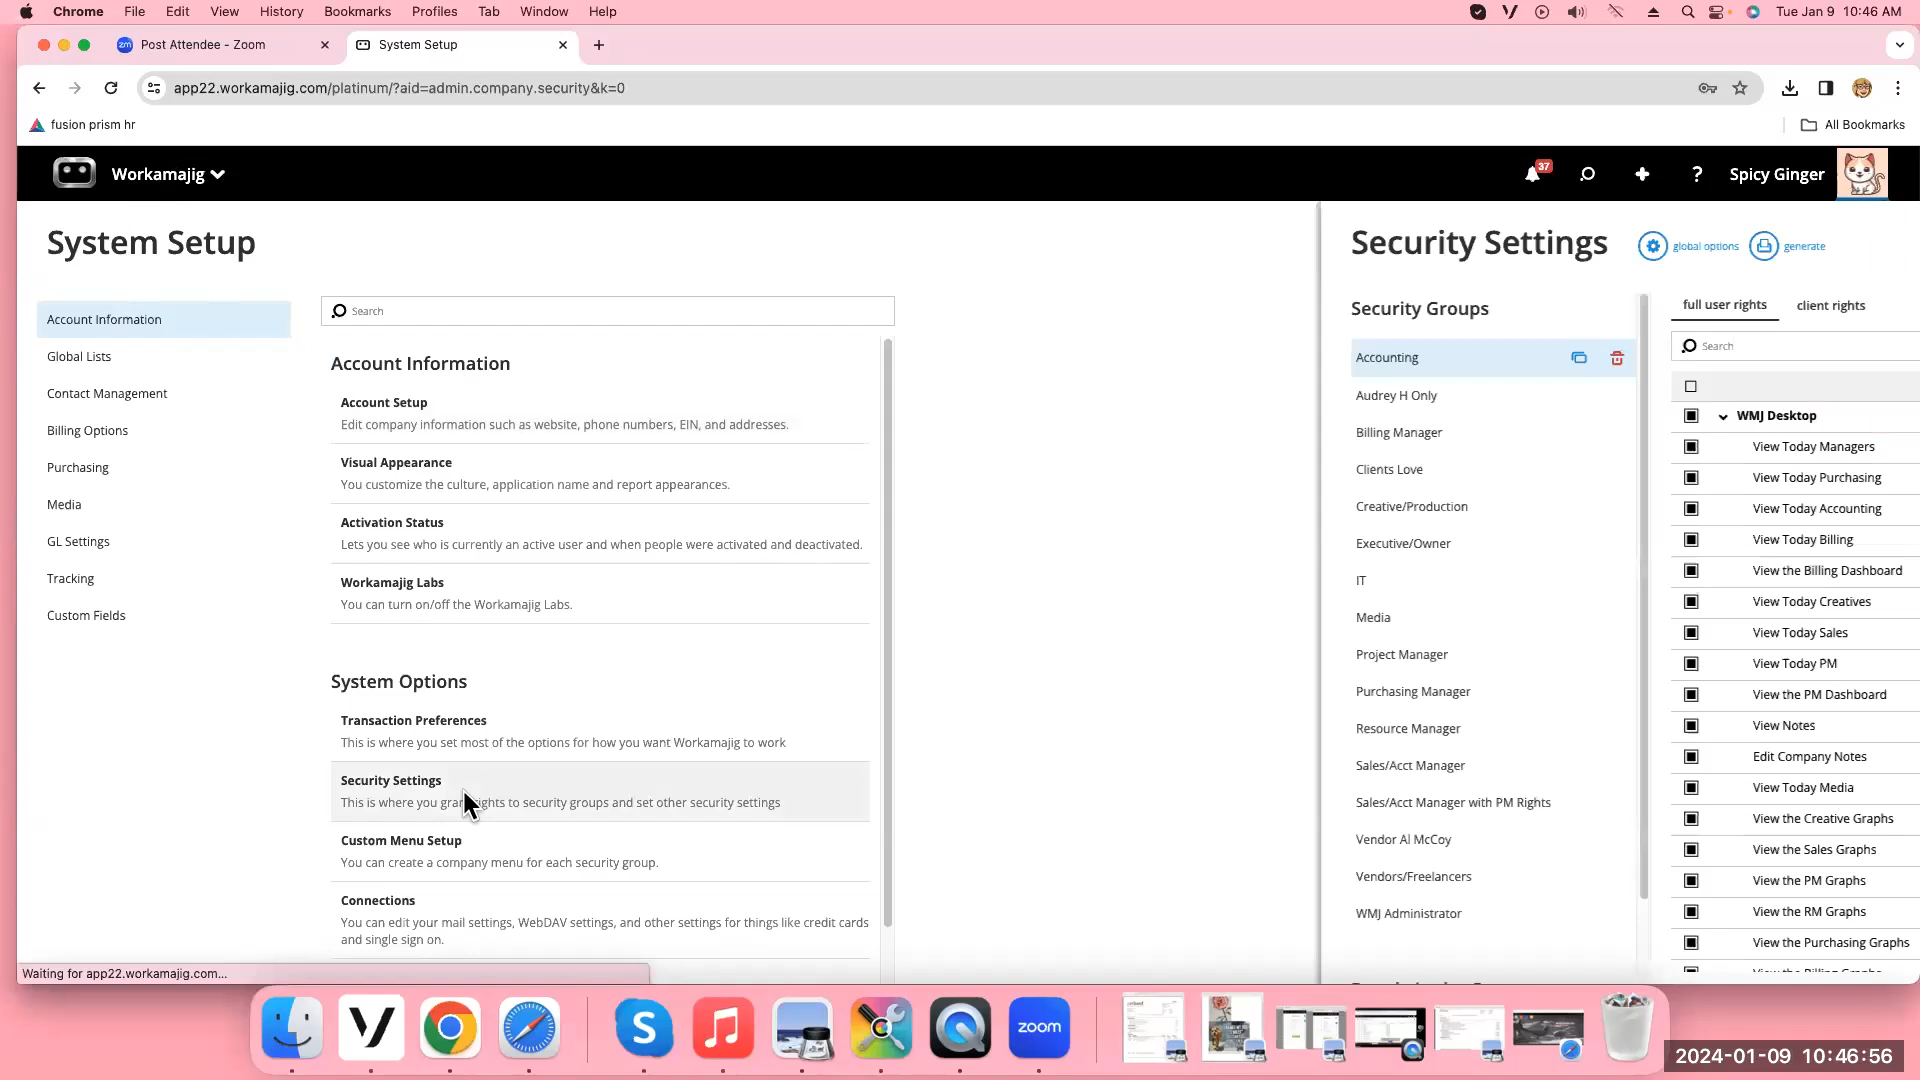 Chrome File Edit View History Bookmarks Profiles Tab Window Help
Tue Jan 9 10:46 AM
zm Post Attendee - Zoom
System Setup
app22.workamajig.com/platinum/?aid=admin.company.security&k=0
fusion prism hr
All Bookmarks
Workamajig
37
?
Spicy Ginger
System Setup
Account Information
Global Lists
Contact Management
Billing Options
Purchasing
Media
GL Settings
Tracking
Custom Fields
Search
Account Information
Account Setup
Edit company information such as website, phone numbers, EIN, and addresses.
Visual Appearance
You customize the culture, application name and report appearances.
Activation Status
Lets you see who is currently an active user and when people were activated and deactivated.
Workamajig Labs
You can turn on/off the Workamajig Labs.
System Options
Transaction Preferences
This is where you set most of the options for how you want Workamajig to work
Security Settings
This is where you grant rights to security groups and set other security settings
Custom Menu Setup
You can create a company menu for each security group.
Connections
You can edit your mail settings, WebDAV settings, and other settings for things like credit cards
and single sign on.
Waiting for app22.workamajig.com...
Security Settings
global options
generate
Security Groups
Accounting
Audrey H Only
Billing Manager
Clients Love
Creative/Production
Executive/Owner
IT
Media
Project Manager
Purchasing Manager
Resource Manager
Sales/Acct Manager
Sales/Acct Manager with PM Rights
Vendor Al McCoy
Vendors/Freelancers
WMJ Administrator
full user rights
client rights
Search
WMJ Desktop
View Today Managers
View Today Purchasing
View Today Accounting
View Today Billing
View the Billing Dashboard
View Today Creatives
View Today Sales
View Today PM
View the PM Dashboard
View Notes
Edit Company Notes
View Today Media
View the Creative Graphs
View the Sales Graphs
View the PM Graphs
View the RM Graphs
View the Purchasing Graphs
zoom
2024-01-09 10:46:56